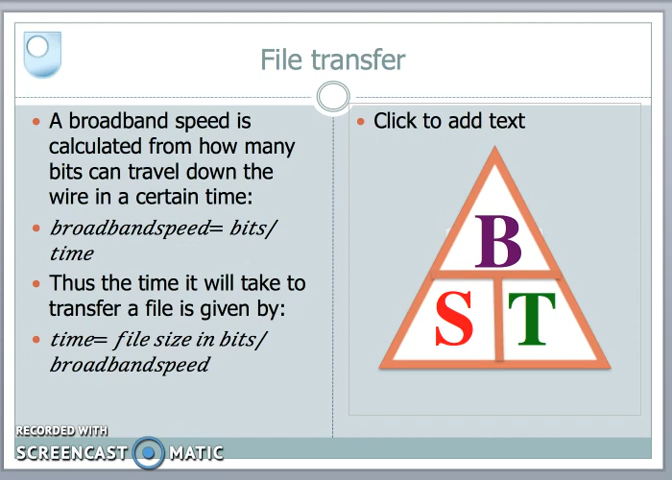 File transfer
A broadband speed is
calculated from how many
bits can travel down the
wire in a certain time:
broadbandspeed= bits/
time
Thus the time it will take to
transfer a file is given by:
time= file size in bits/
broadbandspeed
Click to add text
B
S T
RECORDED WITH
SCREENCAST MATIC